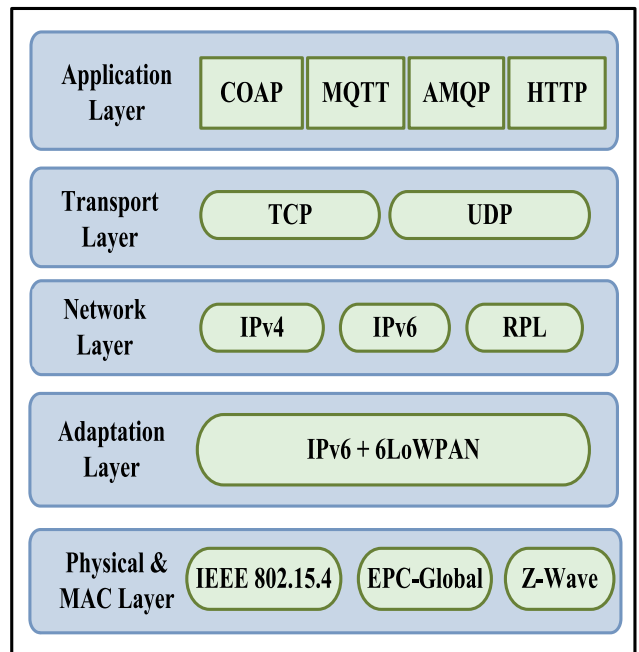 Application
Layer
COAP
MQTT
AMQP
HTTP
Transport
Layer
TCP
UDP
Network
Layer
IPv4
IPv6
RPL
Adaptation
Layer
IPv6 + 6LoWPAN
Physical &
MAC Layer
IEEE 802.15.4
EPC-Global
Z-Wave